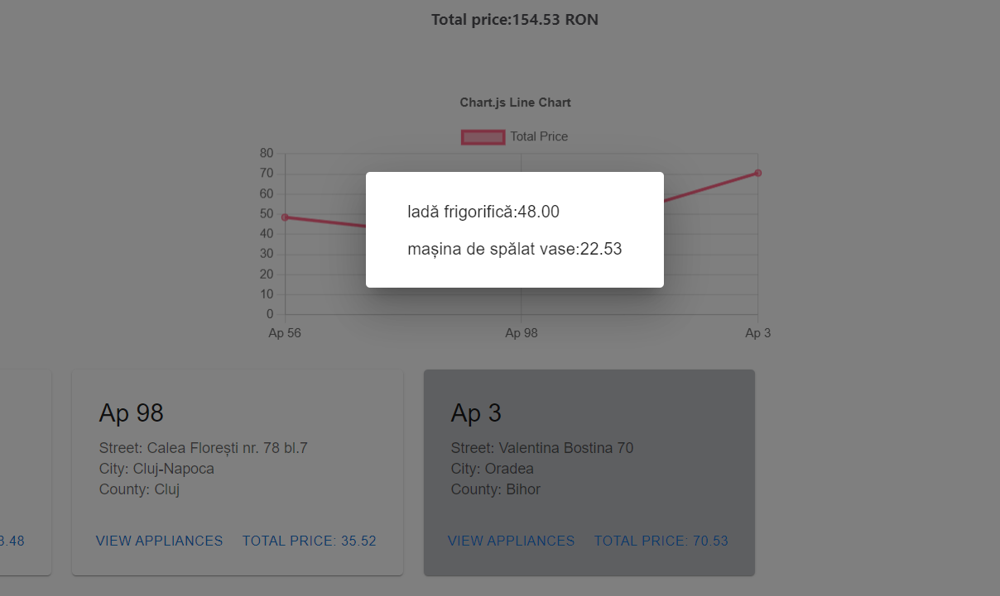 Total price:154.53 RON
Chart.js Line Chart
Total Price
80
70
60
50
40
30
20
10
0
Ap 56
Ap 98
Ap 3
ladă frigorifică:48.00
mașina de spălat vase:22.53
Ap 98
Street: Calea Florești nr. 78 bl.7
City: Cluj-Napoca
County: Cluj
VIEW APPLIANCES
TOTAL PRICE: 35.52
Ap 3
Street: Valentina Bostina 70
City: Oradea
County: Bihor
VIEW APPLIANCES
TOTAL PRICE: 70.53